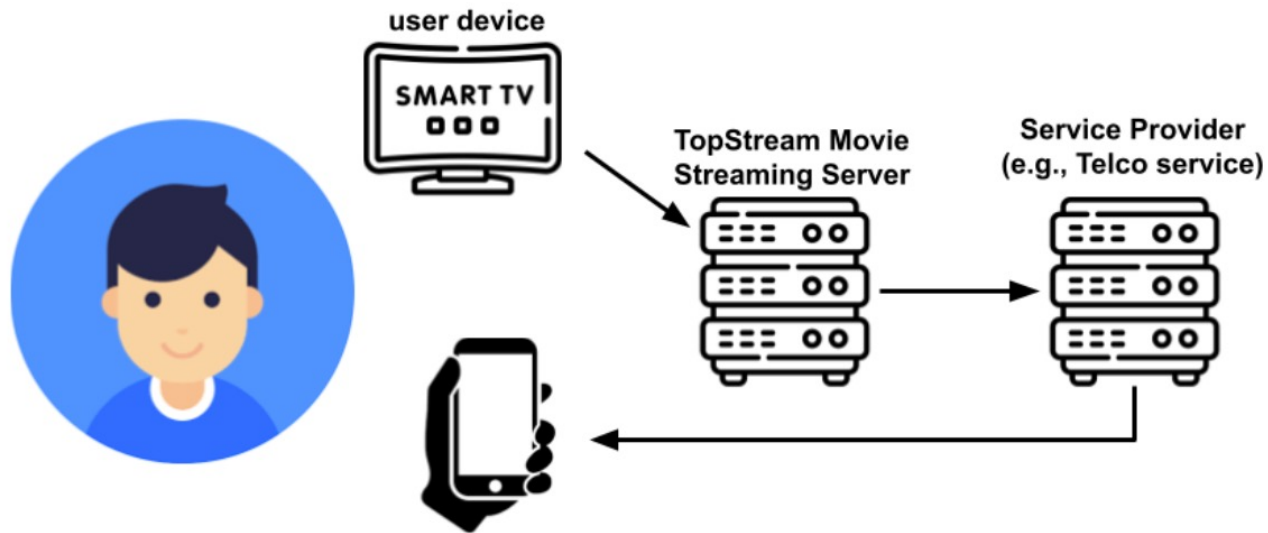 user device
SMART TV
TopStream Movie
Streaming Server
Service Provider
(e.g., Telco service)